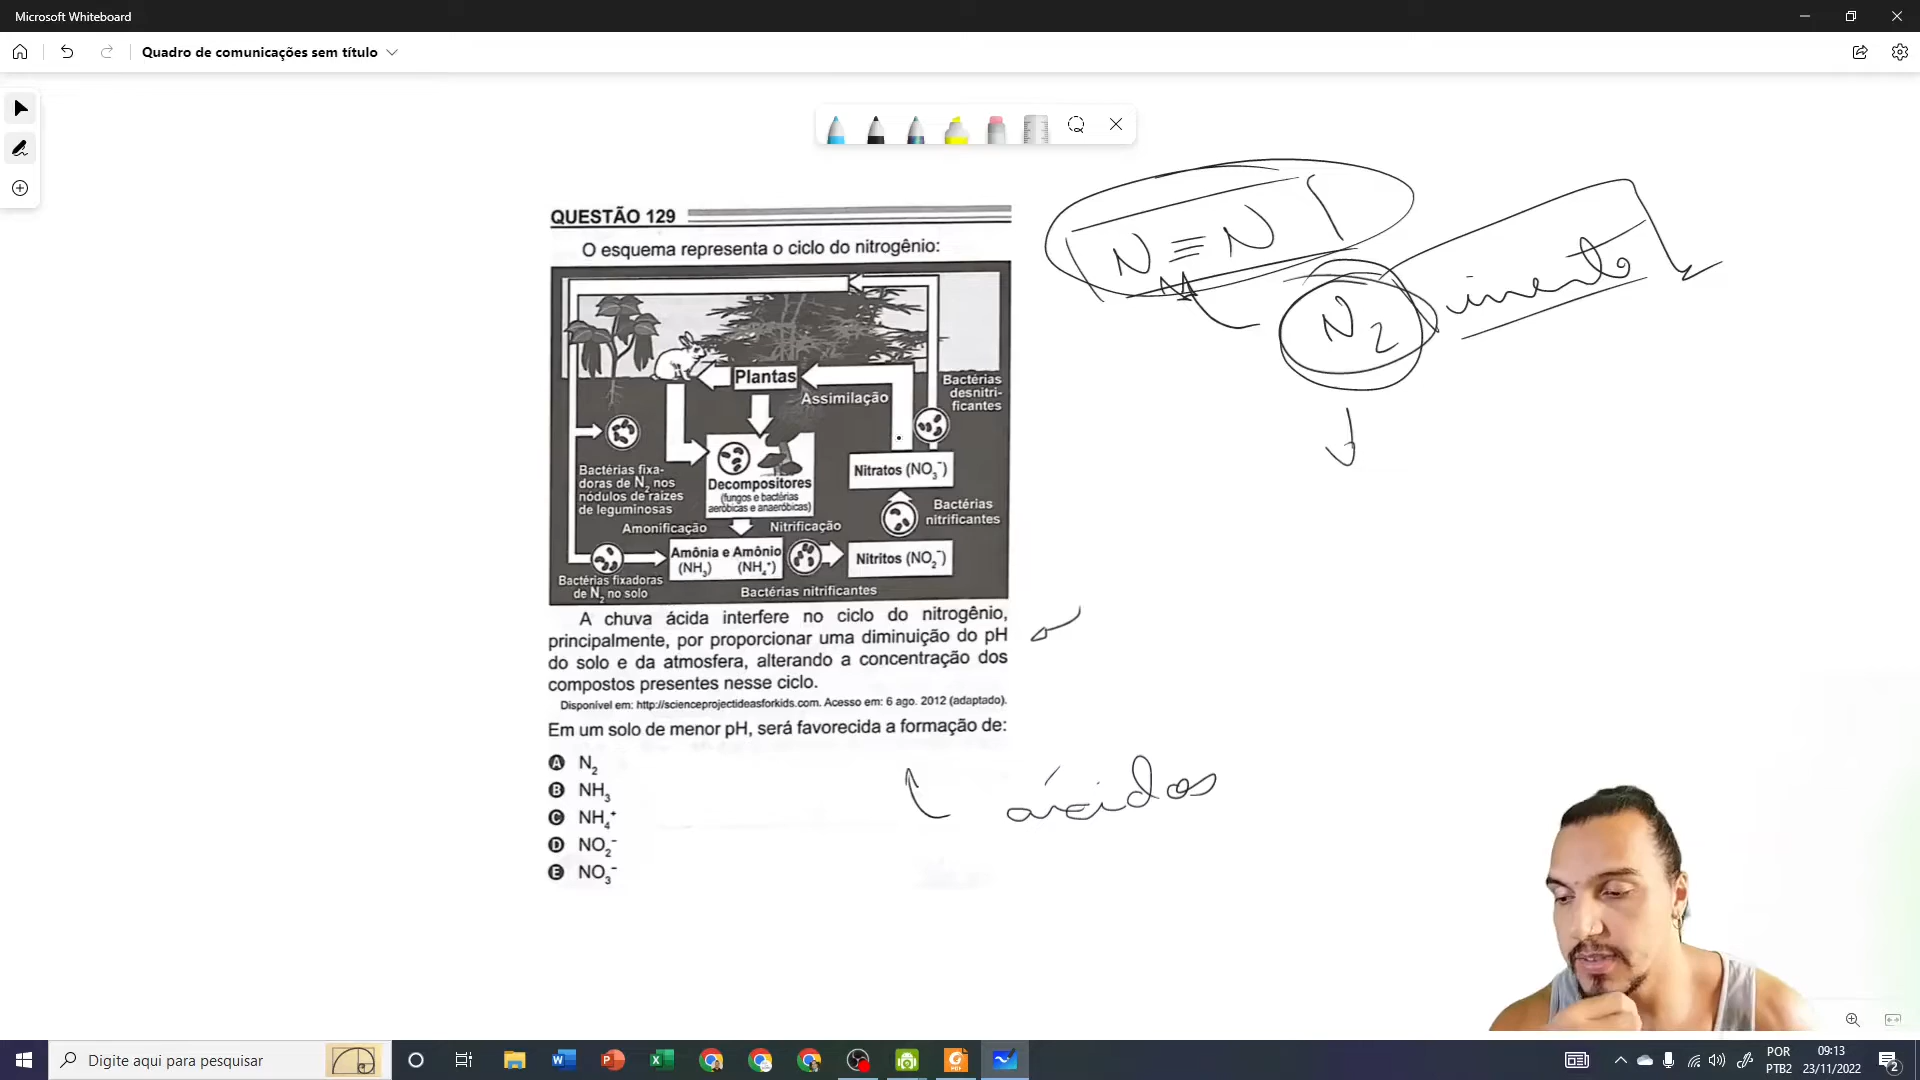 Microsoft Whiteboard
Quadro de comunicações sem título
QUESTÃO 129
O esquema representa o ciclo do nitrogênio:
Plantas
Assimilação
Bactérias
desnitri-
ficantes
Bactérias fixa-
doras de N₂ nos
nódulos de raízes
de leguminosas
Decompositores
(fungos e bactérias
aeróbicas e anaeróbicas)
Nitratos (NO₃⁻)
Bactérias
nitrificantes
Amonificação
Nitrificação
Amônia e Amônio
(NH₃) (NH₄⁺)
Nitritos (NO₂⁻)
Bactérias fixadoras
de N₂ no solo
Bactérias nitrificantes
A chuva ácida interfere no ciclo do nitrogênio,
principalmente, por proporcionar uma diminuição do pH
do solo e da atmosfera, alterando a concentração dos
compostos presentes nesse ciclo.
Disponível em: http://scienceprojectideasforkids.com. Acesso em: 6 ago. 2012 (adaptado).
Em um solo de menor pH, será favorecida a formação de:
A N₂
B NH₃
C NH₄⁺
D NO₂⁻
E NO₃⁻
N≡N
N₂ inerte
ácidos
Digite aqui para pesquisar
POR
PTB2
09:13
23/11/2022
2